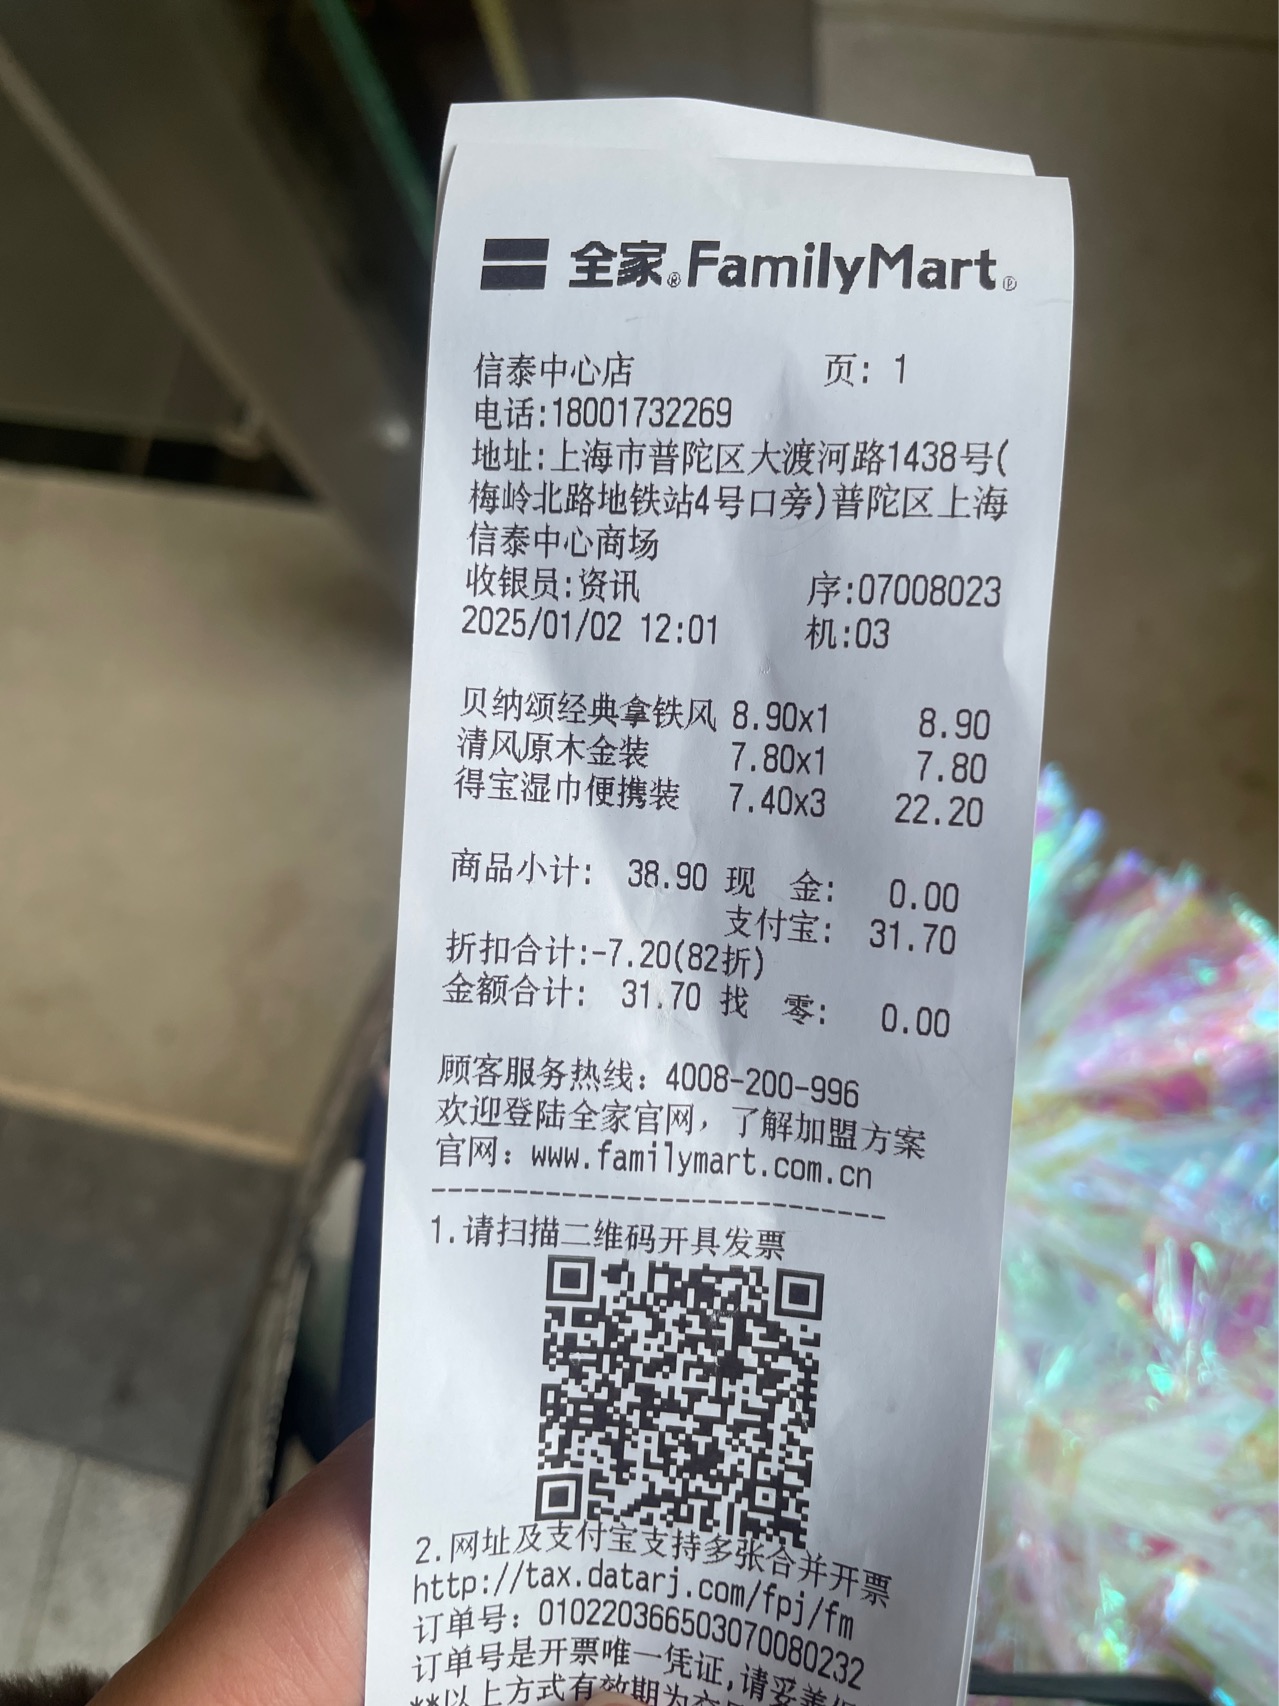 全家® FamilyMart®
信泰中心店 页: 1
电话:18001732269
地址:上海市普陀区大渡河路1438号(
梅岭北路地铁站4号口旁)普陀区上海
信泰中心商场
收银员:资讯 序:07008023
2025/01/02 12:01 机:03
贝纳颂经典拿铁风 8.90x1 8.90
清风原木金装 7.80x1 7.80
得宝湿巾便携装 7.40x3 22.20
商品小计: 38.90 现 金: 0.00
支付宝: 31.70
折扣合计:-7.20(82折)
金额合计: 31.70 找 零: 0.00
顾客服务热线: 4008-200-996
欢迎登陆全家官网, 了解加盟方案
官网: www.familymart.com.cn
----------------------------
1.请扫描二维码开具发票
2.网址及支付宝支持多张合并开票
http://tax.datarj.com/fpj/fm
订单号: 010220366503070080232
订单号是开票唯一凭证,请妥善保
**以上方式有效期为交